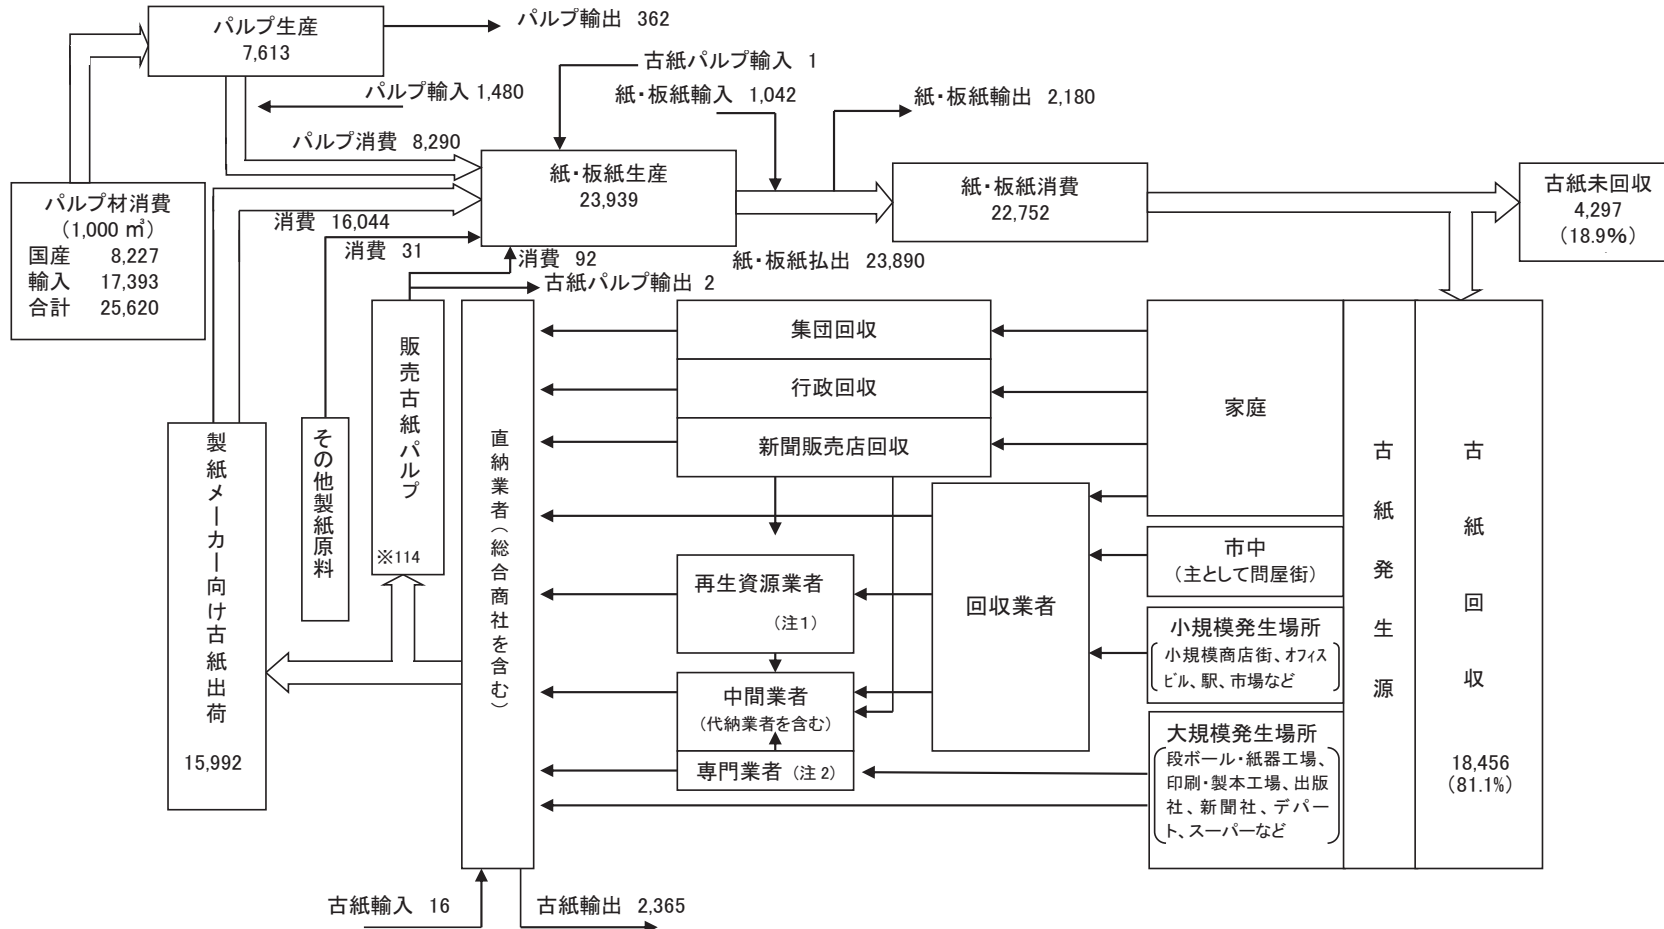 パルプ生産
7,613
パルプ輸出 362
古紙パルプ輸入 1
パルプ輸入 1,480
紙・板紙輸入 1,042
紙・板紙輸出 2,180
パルプ消費 8,290
紙・板紙生産
23,939
紙・板紙消費
22,752
古紙未回収
4,297
(18.9%)
パルプ材消費
(1,000 ㎥)
国産 8,227
輸入 17,393
合計 25,620
消費 16,044
消費 31
消費 92
紙・板紙払出 23,890
古紙パルプ輸出 2
製紙メーカー向け古紙出荷
15,992
その他製紙原料
販売古紙パルプ
※114
直納業者(総合商社を含む)
集団回収
行政回収
新聞販売店回収
再生資源業者
(注1)
中間業者
(代納業者を含む)
専門業者 (注2)
回収業者
家庭
市中
(主として問屋街)
小規模発生場所
小規模商店街、オフィス
ビル、駅、市場など
大規模発生場所
段ボール・紙器工場、
印刷・製本工場、出版
社、新聞社、デパー
ト、スーパーなど
古紙発生源
古紙回収
18,456
(81.1%)
古紙輸入 16
古紙輸出 2,365